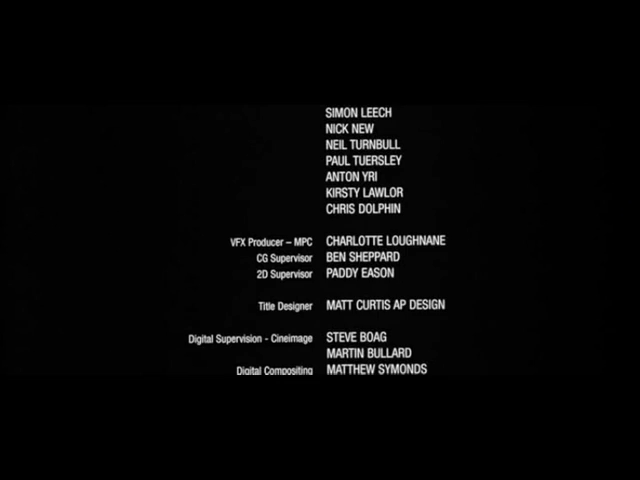 SIMON LEECH
NICK NEW
NEIL TURNBULL
PAUL TUERSLEY
ANTON YRI
KIRSTY LAWLOR
CHRIS DOLPHIN
VFX Producer – MPC CHARLOTTE LOUGHNANE
CG Supervisor BEN SHEPPARD
2D Supervisor PADDY EASON
Title Designer MATT CURTIS AP DESIGN
Digital Supervision - Cineimage STEVE BOAG
MARTIN BULLARD
Digital Compositing MATTHEW SYMONDS